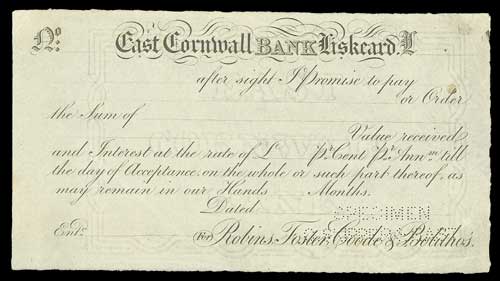 No: East Cornwall BANK Liskeard. £
after sight I Promise to pay
or Order
the Sum of
Value received
and Interest at the rate of £ Pr. Cent Pr. Annm. till
the day of Acceptance, on the whole or such part thereof, as
may remain in our Hands Months.
Dated
SPECIMEN
Entd. (For) Robins, Foster, Coode & Bolitho's.